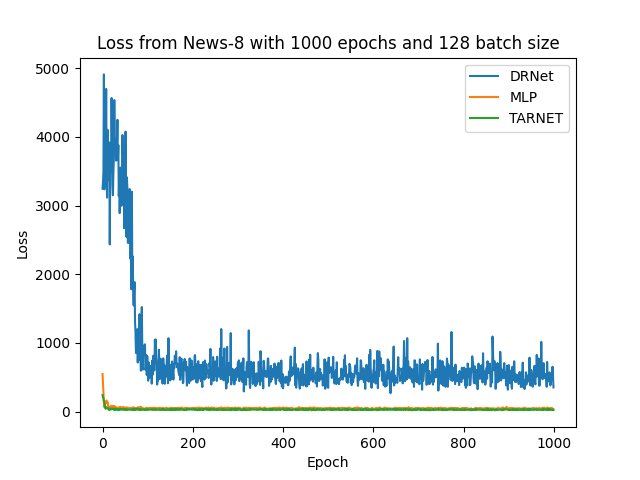 Loss from News-8 with 1000 epochs and 128 batch size
5000
4000
3000
2000
1000
0
Loss
DRNet
MLP
TARNET
0 200 400 600 800 1000
Epoch